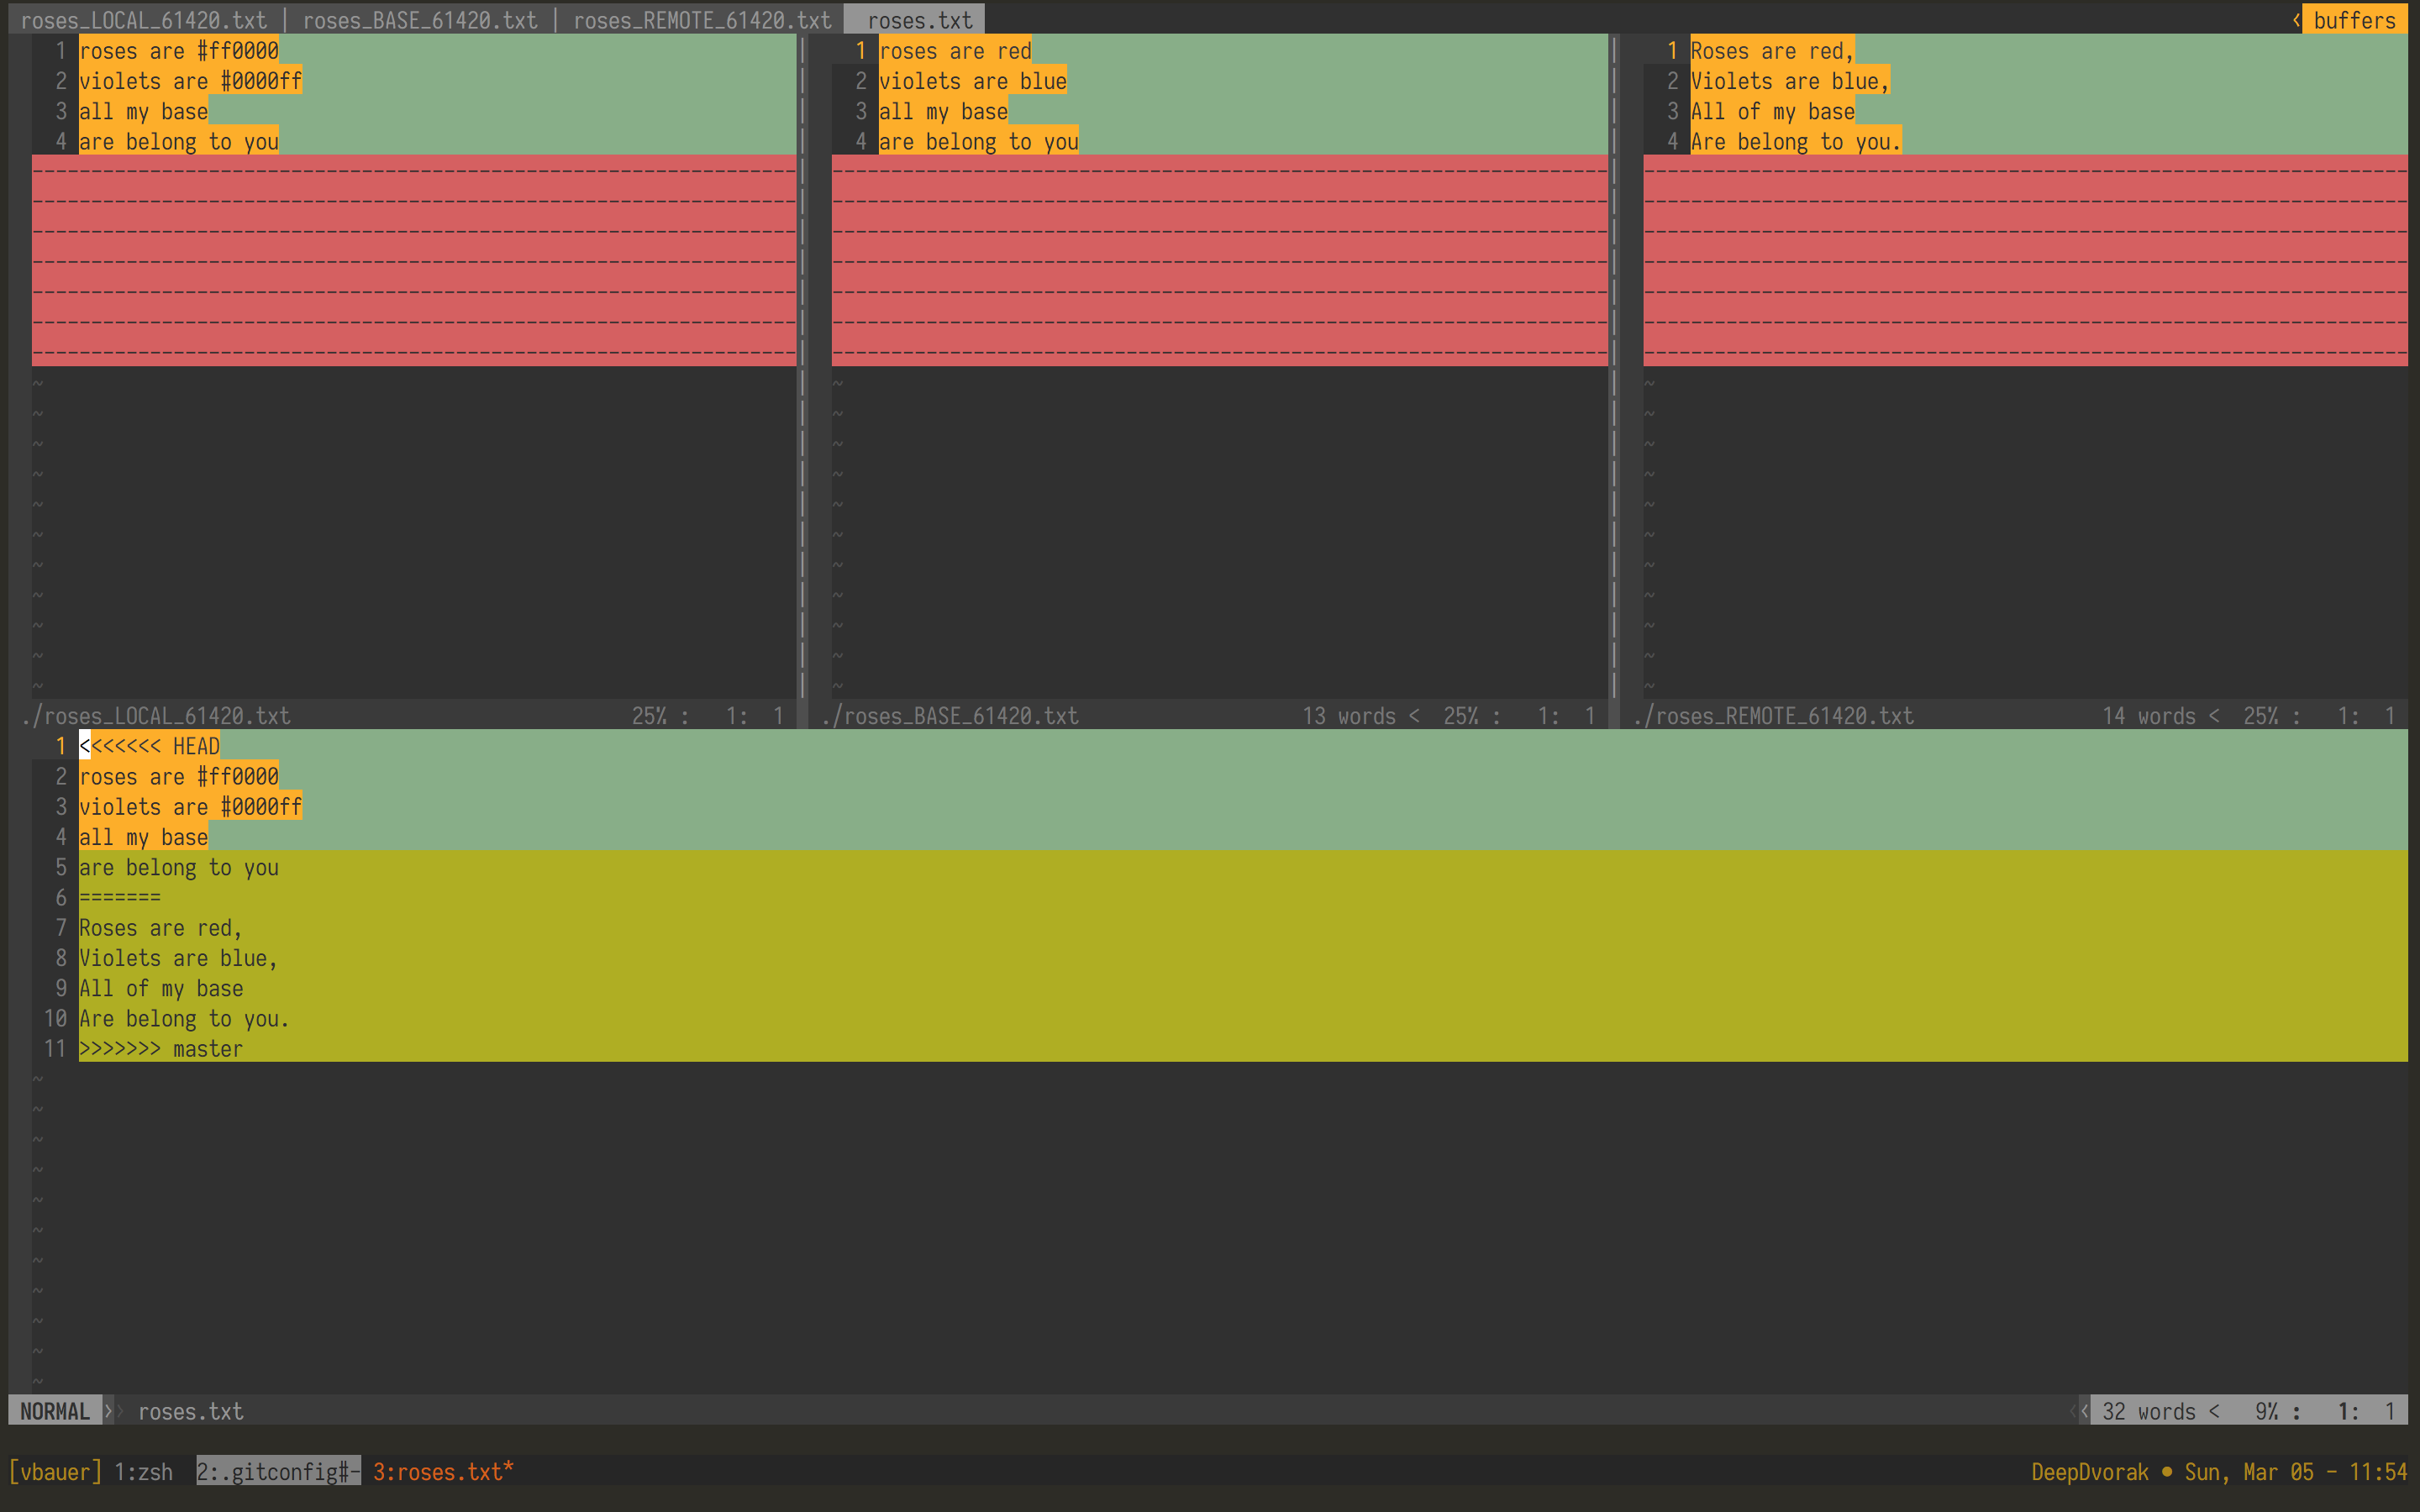 roses_LOCAL_61420.txt | roses_BASE_61420.txt | roses_REMOTE_61420.txt roses.txt < buffers
1 roses are #ff0000
2 violets are #0000ff
3 all my base
4 are belong to you
~
~
~
~
~
~
~
~
~
~
~
./roses_LOCAL_61420.txt 25% : 1: 1
1 roses are red
2 violets are blue
3 all my base
4 are belong to you
~
~
~
~
~
~
~
~
~
~
~
./roses_BASE_61420.txt 13 words < 25% : 1: 1
1 Roses are red,
2 Violets are blue,
3 All of my base
4 Are belong to you.
~
~
~
~
~
~
~
~
~
~
~
./roses_REMOTE_61420.txt 14 words < 25% : 1: 1
1 <<<<<<< HEAD
2 roses are #ff0000
3 violets are #0000ff
4 all my base
5 are belong to you
6 =======
7 Roses are red,
8 Violets are blue,
9 All of my base
10 Are belong to you.
11 >>>>>>> master
~
~
~
~
~
~
~
~
~
~
~
NORMAL >> roses.txt << 32 words < 9% : 1: 1
[vbauer] 1:zsh 2:.gitconfig#- 3:roses.txt* DeepDvorak • Sun, Mar 05 - 11:54